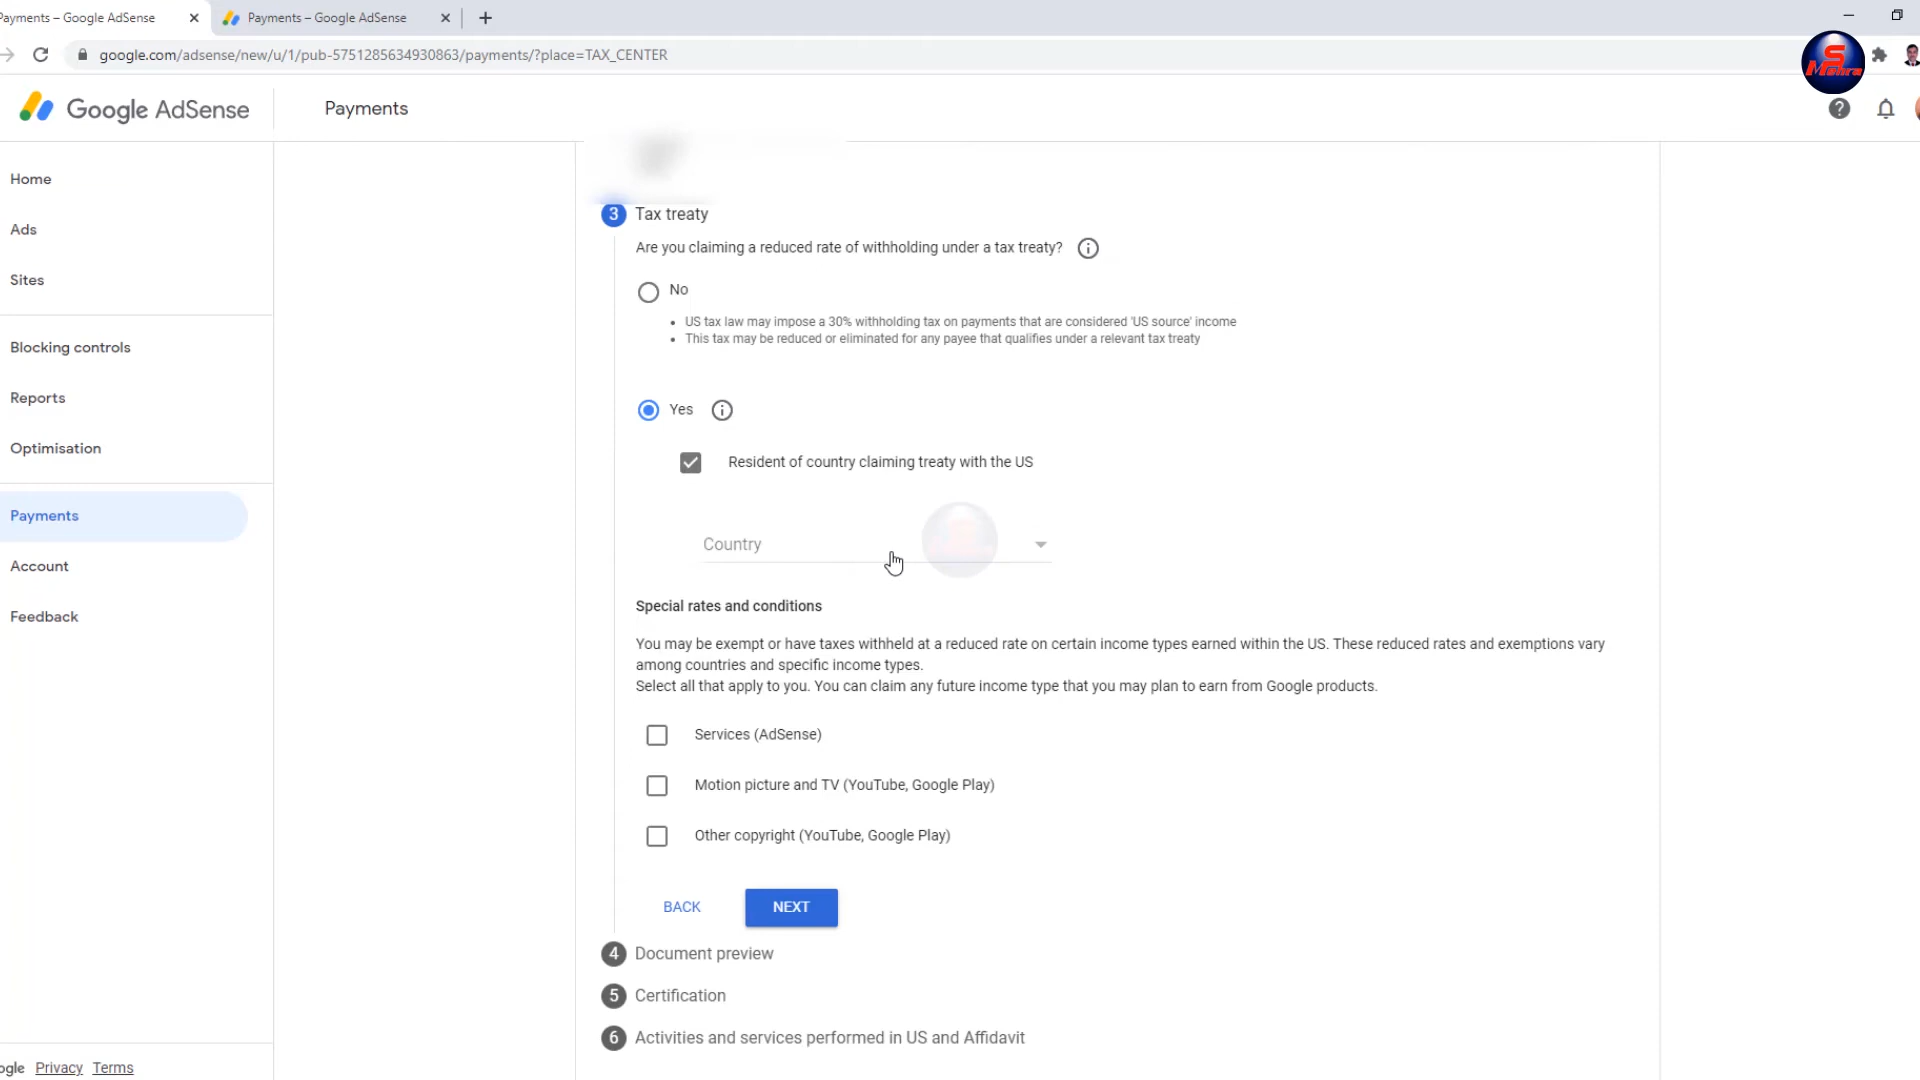 Payments – Google AdSense
Payments – Google AdSense
google.com/adsense/new/u/1/pub-5751285634930863/payments/?place=TAX_CENTER
S
Mahra
Google AdSense
Payments
Home
Ads
Sites
Blocking controls
Reports
Optimisation
Payments
Account
Feedback
ogle Privacy Terms
3 Tax treaty
Are you claiming a reduced rate of withholding under a tax treaty?
No
• US tax law may impose a 30% withholding tax on payments that are considered 'US source' income
• This tax may be reduced or eliminated for any payee that qualifies under a relevant tax treaty
Yes
Resident of country claiming treaty with the US
Country
Special rates and conditions
You may be exempt or have taxes withheld at a reduced rate on certain income types earned within the US. These reduced rates and exemptions vary
among countries and specific income types.
Select all that apply to you. You can claim any future income type that you may plan to earn from Google products.
Services (AdSense)
Motion picture and TV (YouTube, Google Play)
Other copyright (YouTube, Google Play)
BACK NEXT
4 Document preview
5 Certification
6 Activities and services performed in US and Affidavit